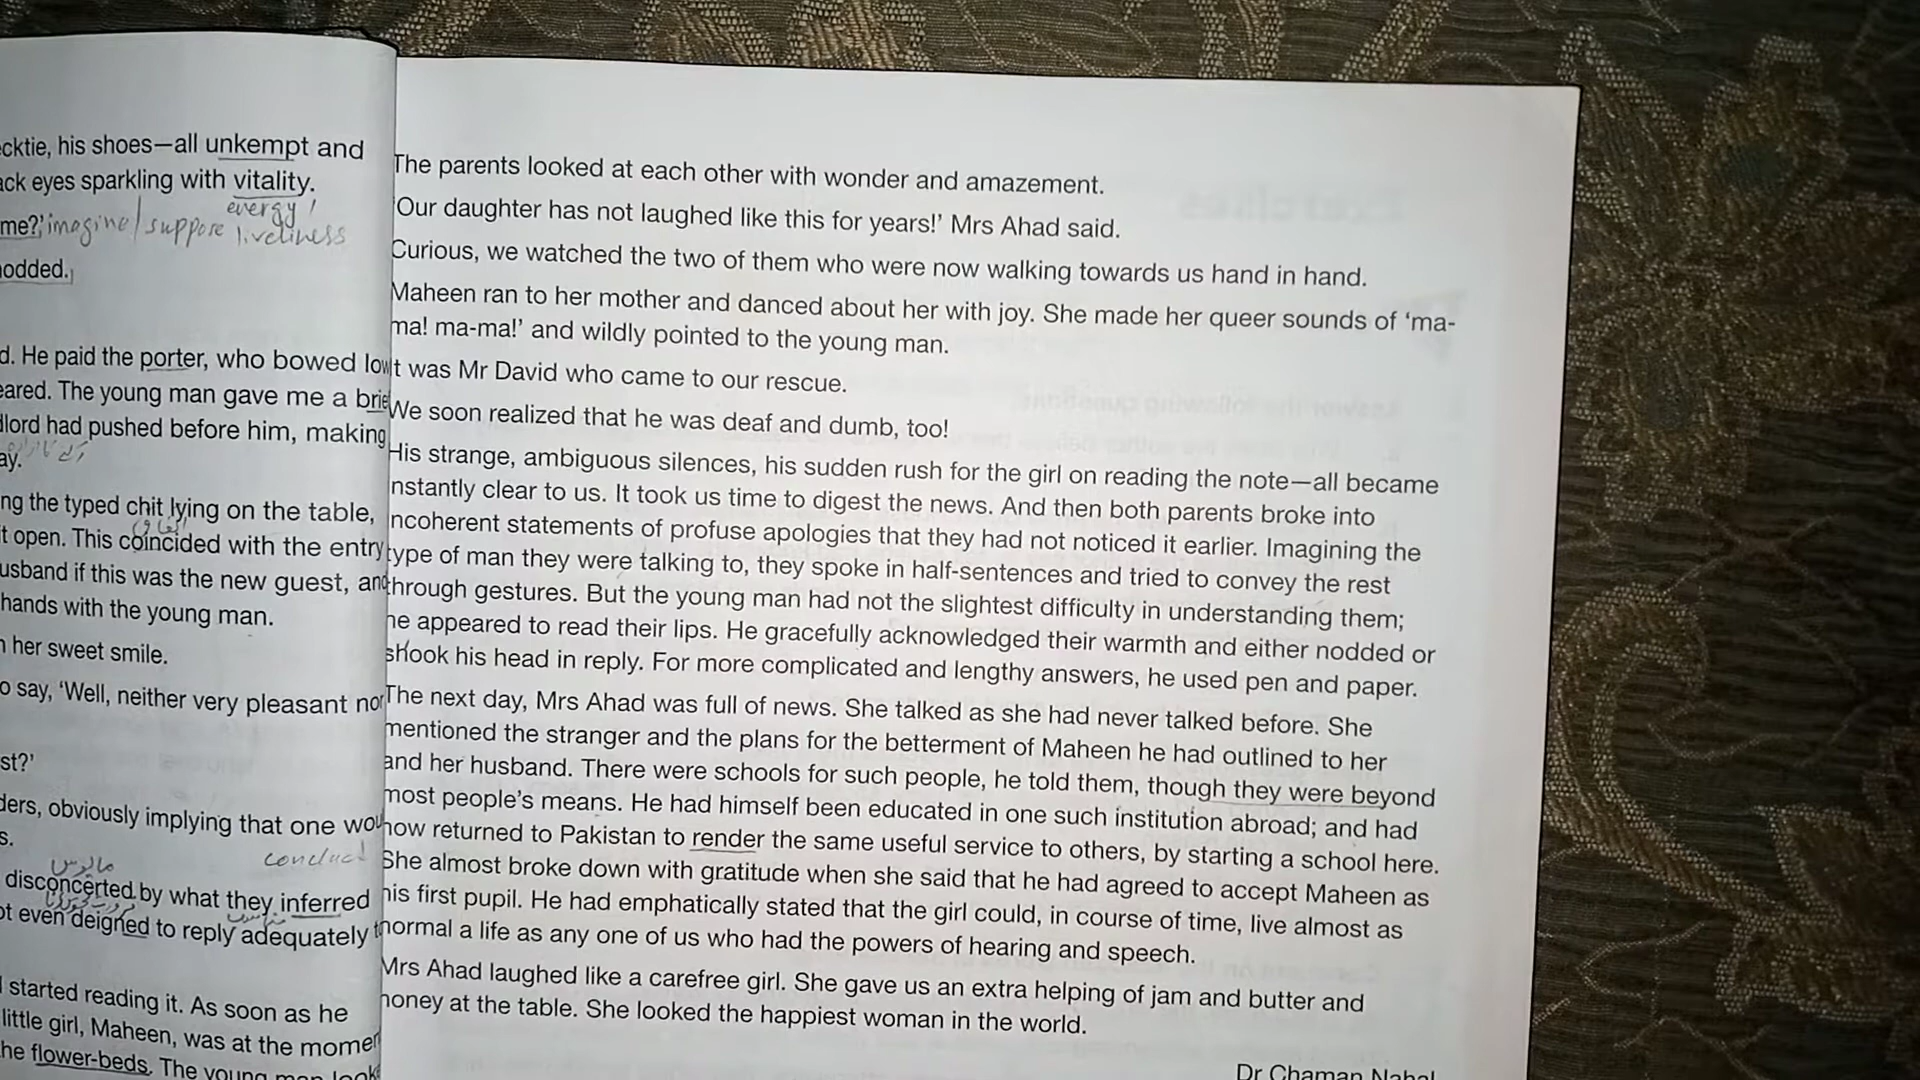 cktie, his shoes—all unkempt and
ck eyes sparkling with vitality.
energy/
me?' imagine/suppose liveliness
nodded.
d. He paid the porter, who bowed low
eared. The young man gave me a brie
dlord had pushed before him, making
ay.
ng the typed chit lying on the table,
it open. This coincided with the entry
usband if this was the new guest, and
hands with the young man.
her sweet smile.
o say, 'Well, neither very pleasant nor
st?'
ders, obviously implying that one wou
s.
conduct
مایوس
disconcerted by what they inferred
ot even deigned to reply adequately t
started reading it. As soon as he
little girl, Maheen, was at the momen
he flower-beds. The young man look
The parents looked at each other with wonder and amazement.
'Our daughter has not laughed like this for years!' Mrs Ahad said.
Curious, we watched the two of them who were now walking towards us hand in hand.
Maheen ran to her mother and danced about her with joy. She made her queer sounds of 'ma-
ma! ma-ma!' and wildly pointed to the young man.
t was Mr David who came to our rescue.
We soon realized that he was deaf and dumb, too!
His strange, ambiguous silences, his sudden rush for the girl on reading the note—all became
nstantly clear to us. It took us time to digest the news. And then both parents broke into
ncoherent statements of profuse apologies that they had not noticed it earlier. Imagining the
type of man they were talking to, they spoke in half-sentences and tried to convey the rest
through gestures. But the young man had not the slightest difficulty in understanding them;
he appeared to read their lips. He gracefully acknowledged their warmth and either nodded or
shook his head in reply. For more complicated and lengthy answers, he used pen and paper.
The next day, Mrs Ahad was full of news. She talked as she had never talked before. She
mentioned the stranger and the plans for the betterment of Maheen he had outlined to her
and her husband. There were schools for such people, he told them, though they were beyond
most people's means. He had himself been educated in one such institution abroad; and had
now returned to Pakistan to render the same useful service to others, by starting a school here.
She almost broke down with gratitude when she said that he had agreed to accept Maheen as
his first pupil. He had emphatically stated that the girl could, in course of time, live almost as
normal a life as any one of us who had the powers of hearing and speech.
Mrs Ahad laughed like a carefree girl. She gave us an extra helping of jam and butter and
honey at the table. She looked the happiest woman in the world.
Dr Chaman Nahal